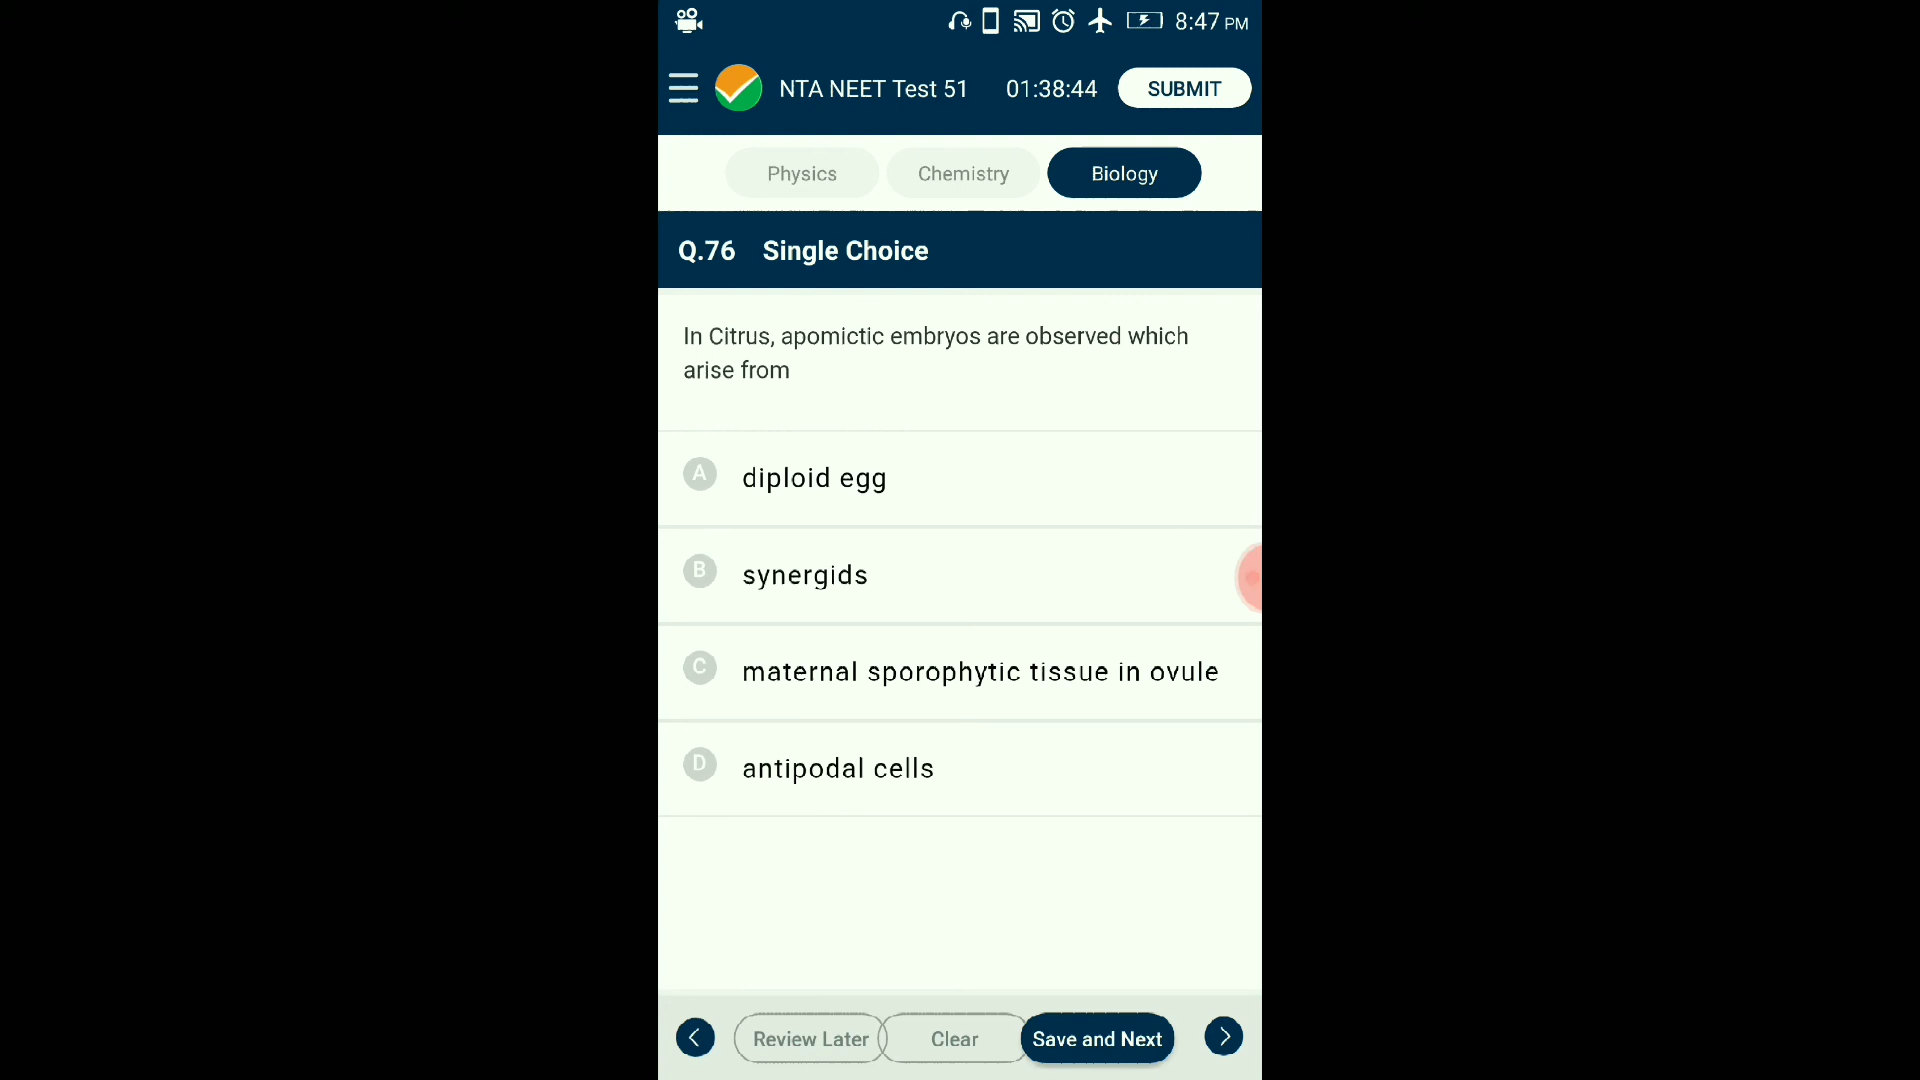 8:47 PM
NTA NEET Test 51 01:38:44 SUBMIT
Physics Chemistry Biology
Q.76 Single Choice
In Citrus, apomictic embryos are observed which
arise from
A diploid egg
B synergids
C maternal sporophytic tissue in ovule
D antipodal cells
Review Later Clear Save and Next